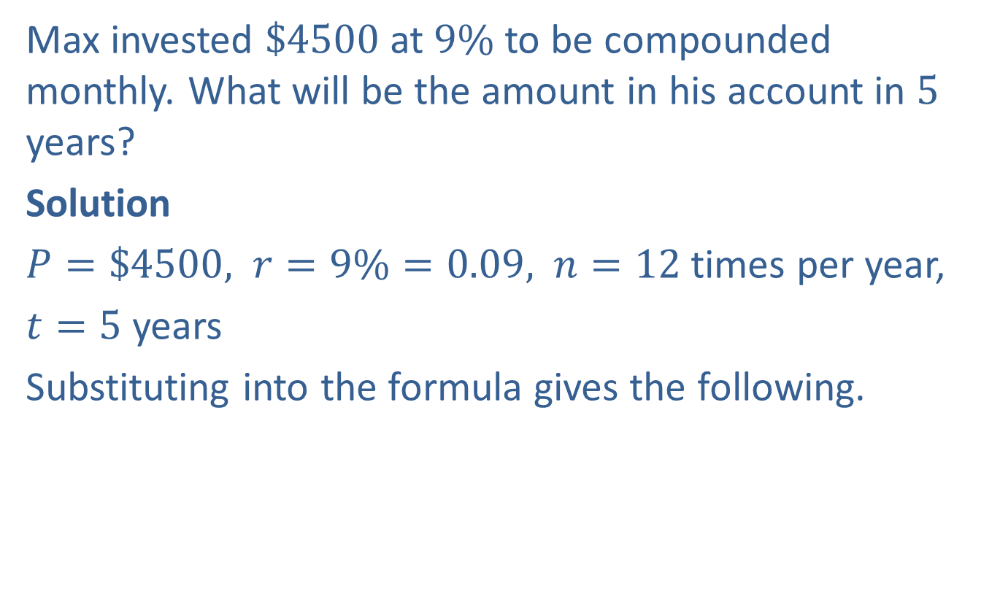 Max invested $4500 at 9% to be compounded
monthly. What will be the amount in his account in 5
years?
Solution
P = $4500, r = 9% = 0.09, n = 12 times per year,
t = 5 years
Substituting into the formula gives the following.